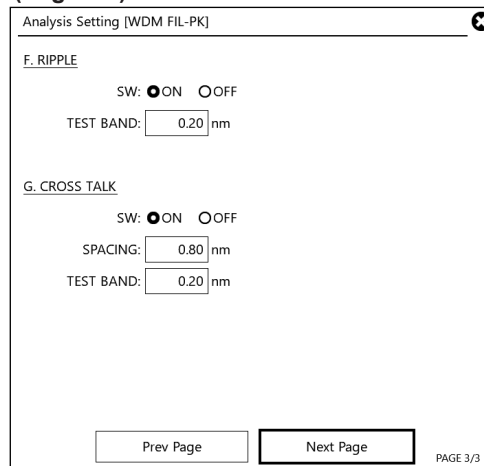 Analysis Setting [WDM FIL-PK]
F. RIPPLE
SW: ON OFF
TEST BAND: 0.20 nm
G. CROSS TALK
SW: ON OFF
SPACING: 0.80 nm
TEST BAND: 0.20 nm
Prev Page Next Page PAGE 3/3